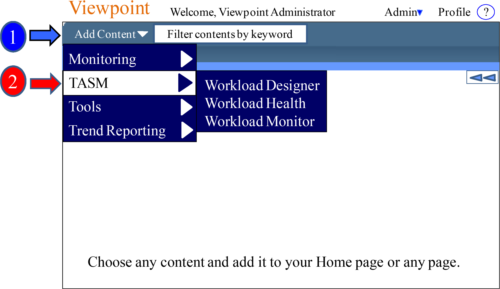 Viewpoint Welcome, Viewpoint Administrator Admin Profile ?
1 Add Content Filter contents by keyword
Monitoring
2 TASM
Workload Designer
Workload Health
Workload Monitor
Tools
Trend Reporting
Choose any content and add it to your Home page or any page.